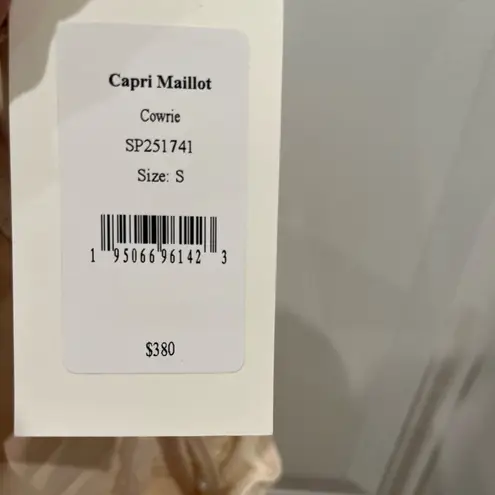 Capri Maillot
Cowrie
SP251741
Size: S
1 95066 96142 3
$380